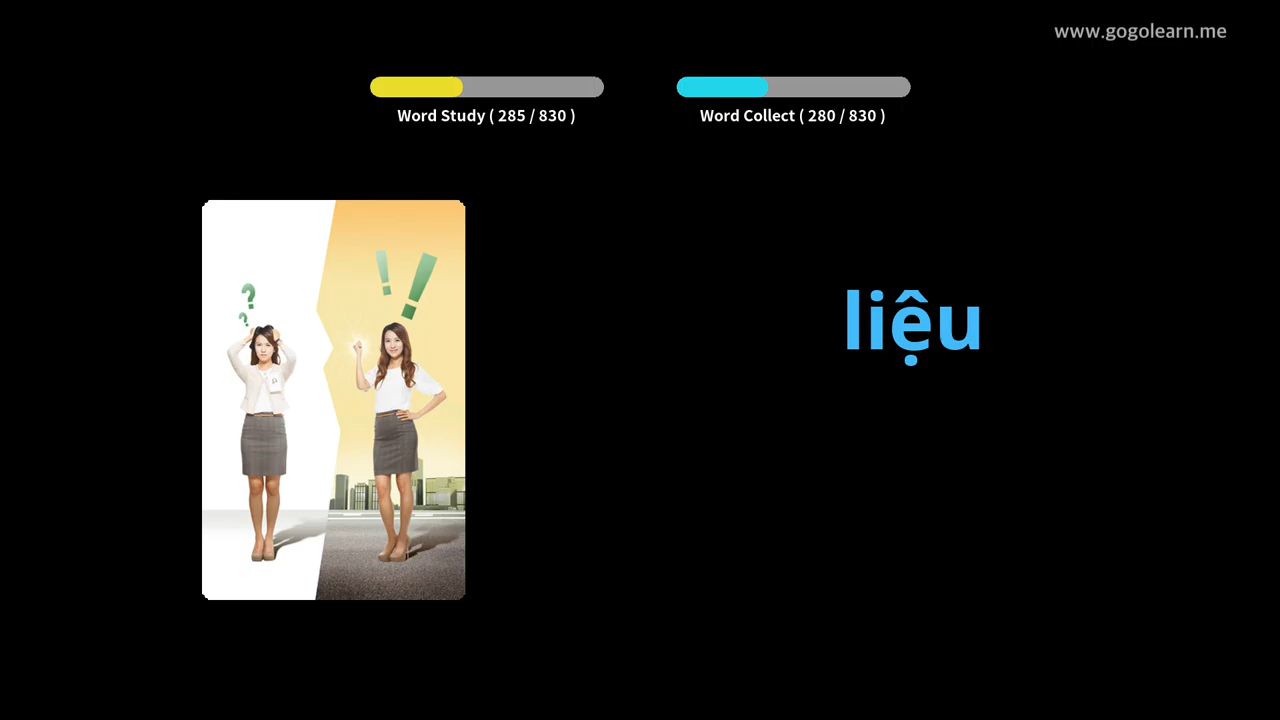 www.gogolearn.me
Word Study ( 285 / 830 )
Word Collect ( 280 / 830 )
? ?
! !
liệu